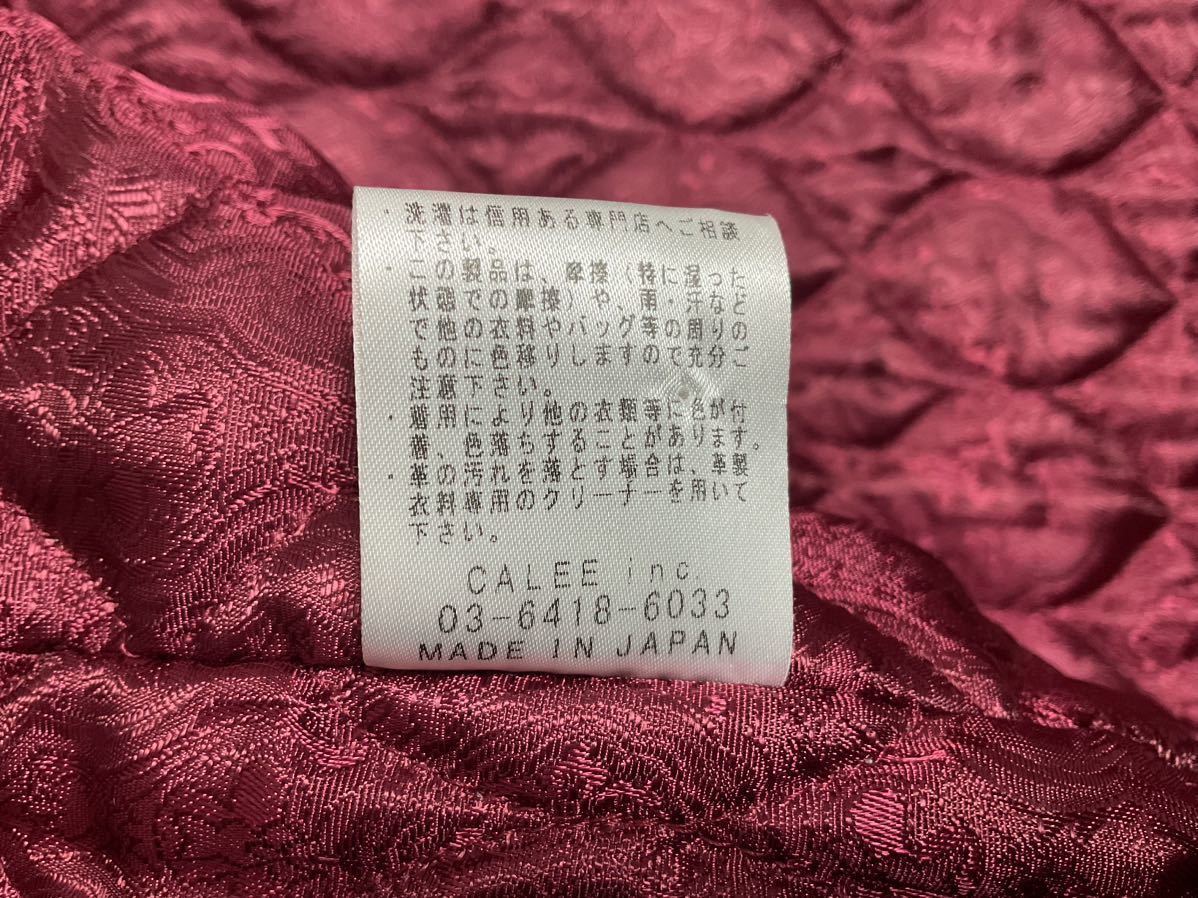 ・洗濯は信用ある専門店へご相談
下さい。
・この製品は、摩擦(特に湿った
状態での摩擦)や、雨・汗などで
で他の衣料やバッグ等の周りの
ものに色移りしますので充分ご
注意下さい。
・着用により他の衣類等に色が付
着、色落ちすることがあります。
・革の汚れを落とす場合は、革製
衣料専用のクリーナーを用いて
下さい。
CALEE inc.
03-6418-6033
MADE IN JAPAN